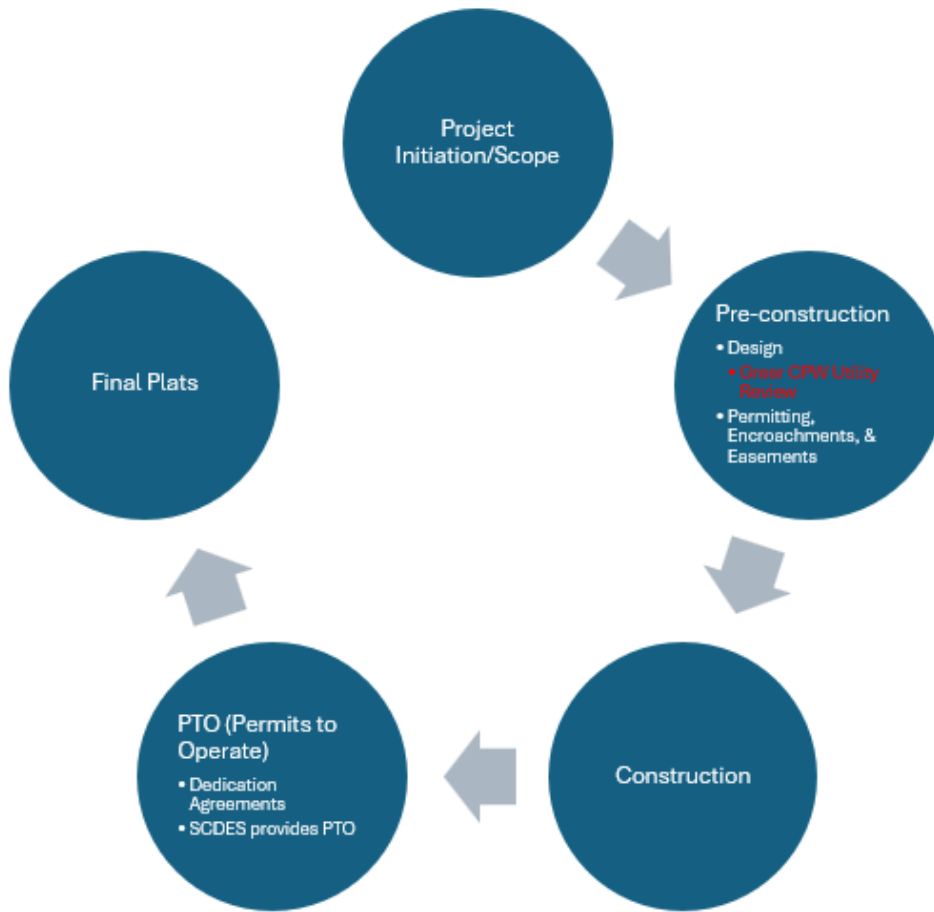 Project
Initiation/Scope
Pre-construction
• Design
• Greer CPW Utility
Review
• Permitting,
Encroachments, &
Easements
Construction
PTO (Permits to
Operate)
• Dedication
Agreements
• SCDES provides PTO
Final Plats